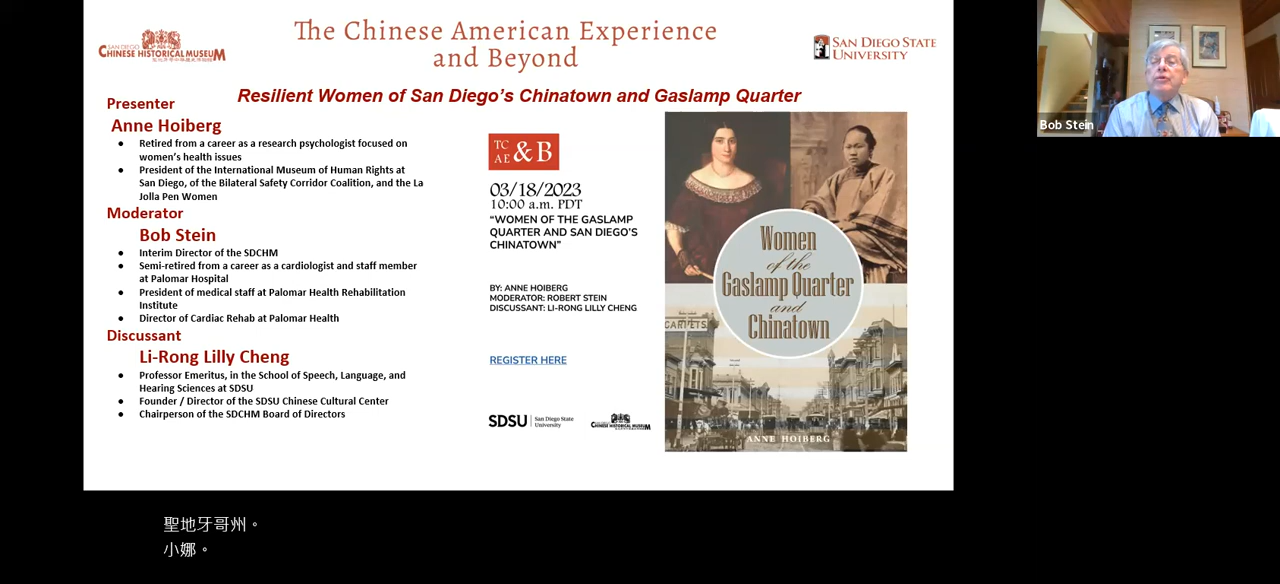 The Chinese American Experience
and Beyond
SAN DIEGO
CHINESE HISTORICAL MUSEUM
SAN DIEGO STATE
UNIVERSITY
Resilient Women of San Diego's Chinatown and Gaslamp Quarter
Presenter
Anne Hoiberg
● Retired from a career as a research psychologist focused on
women's health issues
● President of the International Museum of Human Rights at
San Diego, of the Bilateral Safety Corridor Coalition, and the La
Jolla Pen Women
Moderator
Bob Stein
● Interim Director of the SDCHM
● Semi-retired from a career as a cardiologist and staff member
at Palomar Hospital
● President of medical staff at Palomar Health Rehabilitation
Institute
● Director of Cardiac Rehab at Palomar Health
Discussant
Li-Rong Lilly Cheng
● Professor Emeritus, in the School of Speech, Language, and
Hearing Sciences at SDSU
● Founder / Director of the SDSU Chinese Cultural Center
● Chairperson of the SDCHM Board of Directors
TC
AE & B
03/18/2023
10:00 a.m. PDT
"WOMEN OF THE GASLAMP
QUARTER AND SAN DIEGO'S
CHINATOWN"
BY: ANNE HOIBERG
MODERATOR: ROBERT STEIN
DISCUSSANT: LI-RONG LILLY CHENG
REGISTER HERE
SDSU San Diego State
University
CHINESE HISTORICAL MUSEUM
Women
of the
Gaslamp Quarter
and
Chinatown
CARPETS
ANNE HOIBERG
Bob Stein
聖地牙哥州。
小娜。